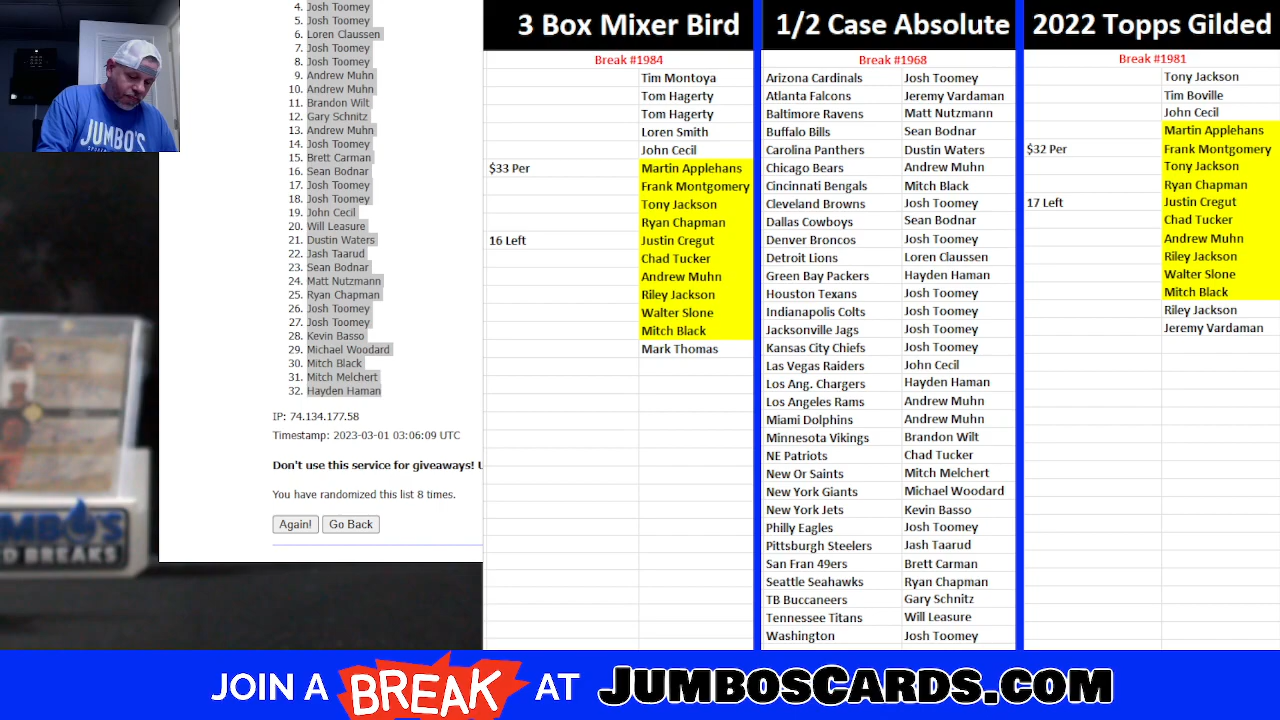 4. Josh Toomey
5. Josh Toomey
6. Loren Claussen
7. Josh Toomey
8. Josh Toomey
9. Andrew Muhn
10. Andrew Muhn
11. Brandon Wilt
12. Gary Schnitz
13. Andrew Muhn
14. Josh Toomey
15. Brett Carman
16. Sean Bodnar
17. Josh Toomey
18. Josh Toomey
19. John Cecil
20. Will Leasure
21. Dustin Waters
22. Jash Taarud
23. Sean Bodnar
24. Matt Nutzmann
25. Ryan Chapman
26. Josh Toomey
27. Josh Toomey
28. Kevin Basso
29. Michael Woodard
30. Mitch Black
31. Mitch Melchert
32. Hayden Haman
IP: 74.134.177.58
Timestamp: 2023-03-01 03:06:09 UTC
Don't use this service for giveaways!
You have randomized this list 8 times.
Again! Go Back
JUMBO'S
3 Box Mixer Bird
Break #1984
Tim Montoya
Tom Hagerty
Tom Hagerty
Loren Smith
John Cecil
$33 Per Martin Applehans
Frank Montgomery
Tony Jackson
Ryan Chapman
16 Left Justin Cregut
Chad Tucker
Andrew Muhn
Riley Jackson
Walter Slone
Mitch Black
Mark Thomas
1/2 Case Absolute
Break #1968
Arizona Cardinals Josh Toomey
Atlanta Falcons Jeremy Vardaman
Baltimore Ravens Matt Nutzmann
Buffalo Bills Sean Bodnar
Carolina Panthers Dustin Waters
Chicago Bears Andrew Muhn
Cincinnati Bengals Mitch Black
Cleveland Browns Josh Toomey
Dallas Cowboys Sean Bodnar
Denver Broncos Josh Toomey
Detroit Lions Loren Claussen
Green Bay Packers Hayden Haman
Houston Texans Josh Toomey
Indianapolis Colts Josh Toomey
Jacksonville Jags Josh Toomey
Kansas City Chiefs Josh Toomey
Las Vegas Raiders John Cecil
Los Ang. Chargers Hayden Haman
Los Angeles Rams Andrew Muhn
Miami Dolphins Andrew Muhn
Minnesota Vikings Brandon Wilt
NE Patriots Chad Tucker
New Or Saints Mitch Melchert
New York Giants Michael Woodard
New York Jets Kevin Basso
Philly Eagles Josh Toomey
Pittsburgh Steelers Jash Taarud
San Fran 49ers Brett Carman
Seattle Seahawks Ryan Chapman
TB Buccaneers Gary Schnitz
Tennessee Titans Will Leasure
Washington Josh Toomey
2022 Topps Gilded
Break #1981
Tony Jackson
Tim Boville
John Cecil
Martin Applehans
$32 Per Frank Montgomery
Tony Jackson
Ryan Chapman
17 Left Justin Cregut
Chad Tucker
Andrew Muhn
Riley Jackson
Walter Slone
Mitch Black
Riley Jackson
Jeremy Vardaman
JOIN A BREAK AT JUMBOSCARDS.COM